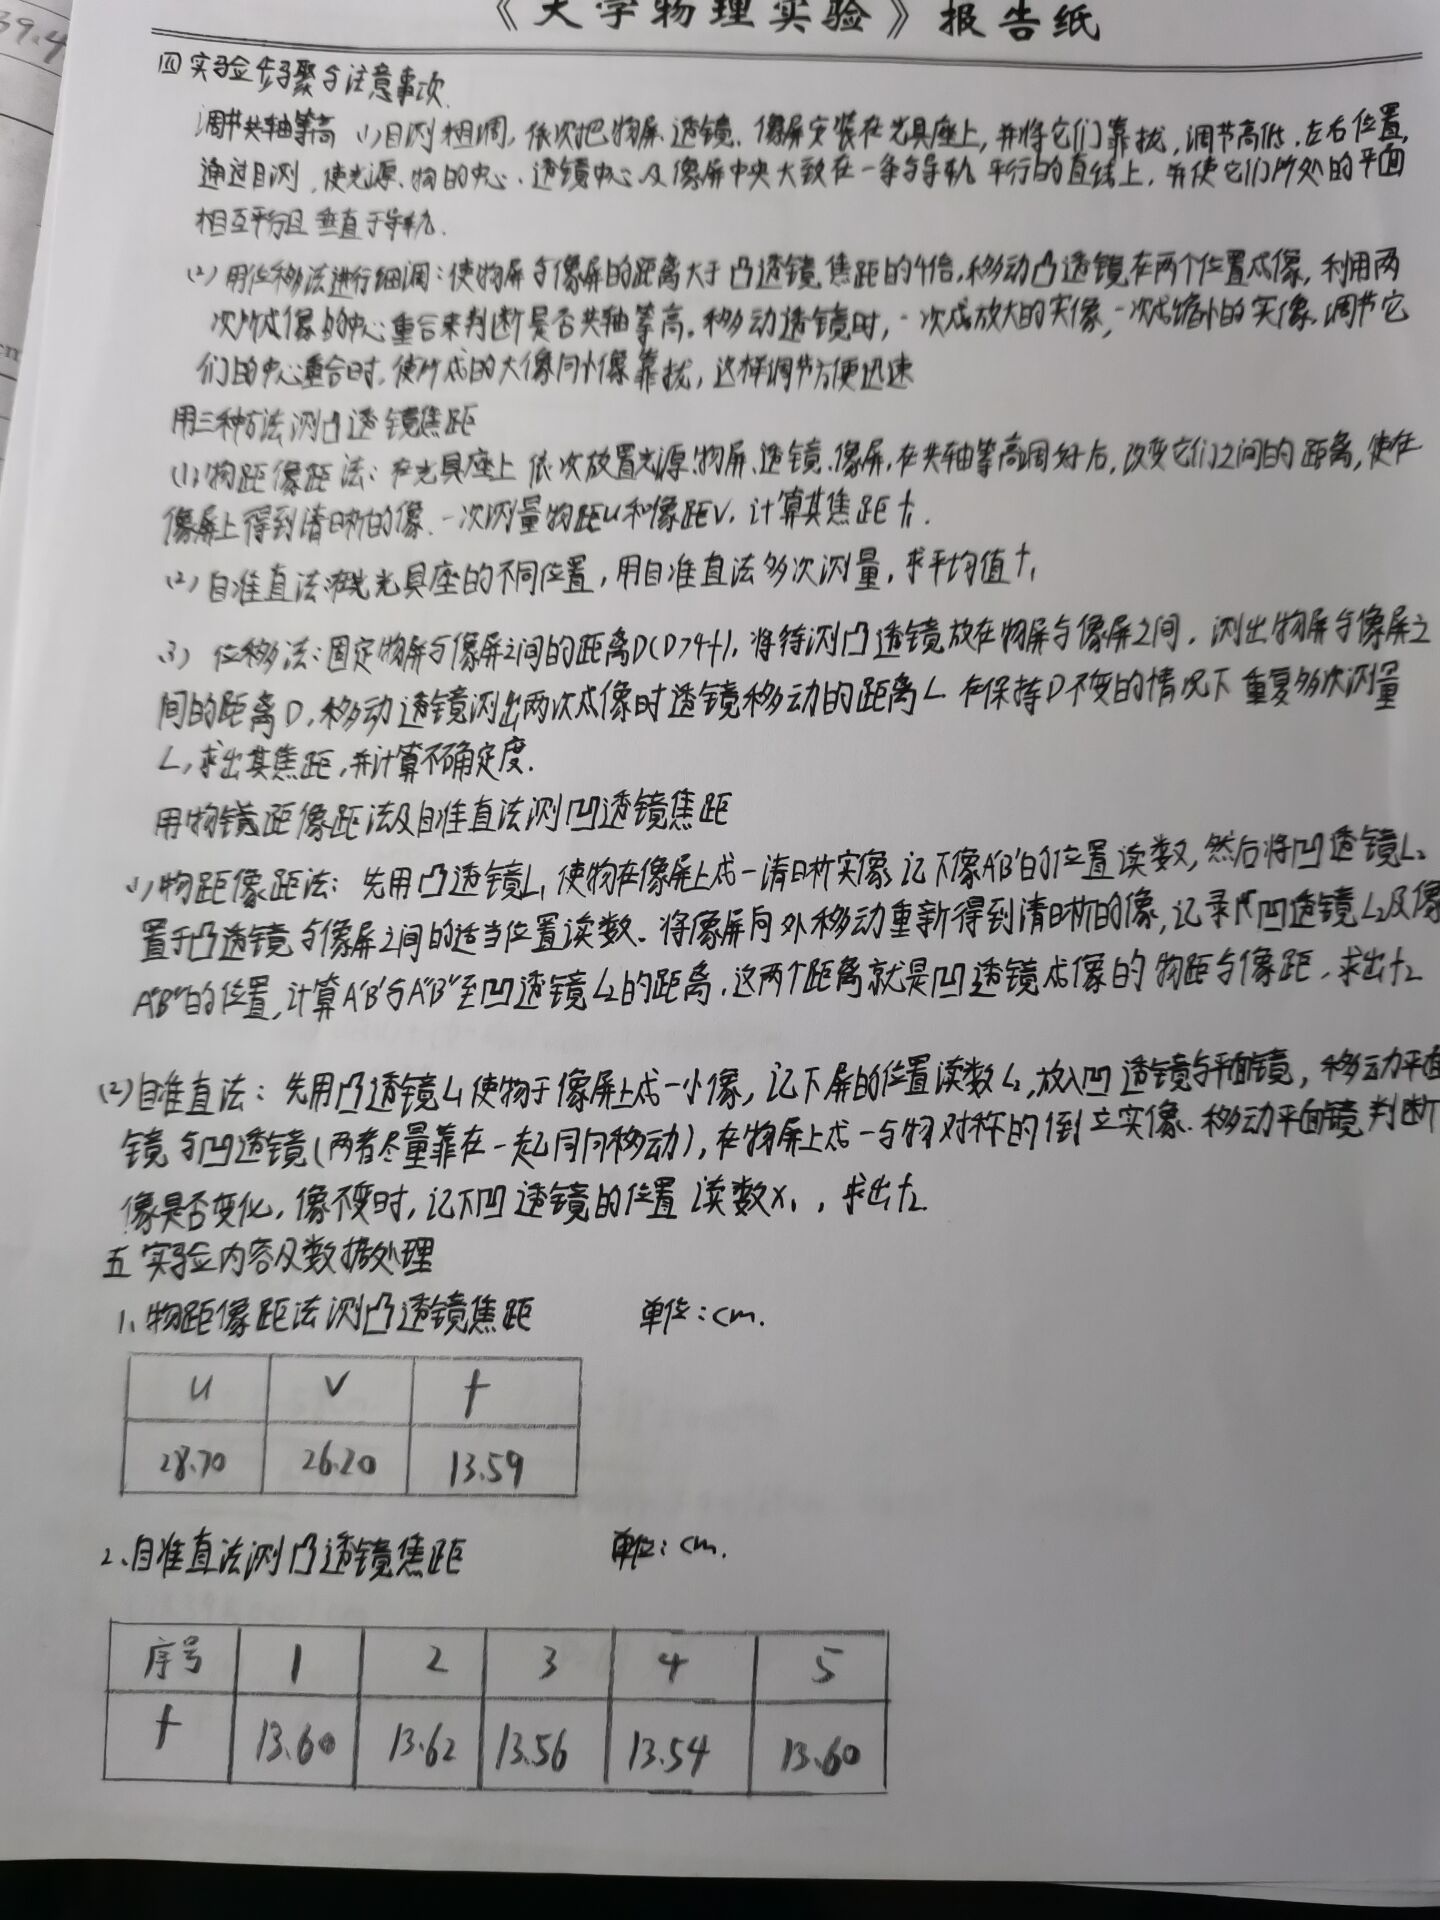 39.4
《大学物理实验》报告纸
四 实验步骤与注意事项
调节共轴等高 (1)目测粗调,依次把物屏、透镜、像屏安装在光具座上,并将它们靠拢,调节高低、左右位置,
通过目测,使光源、物的中心、透镜中心及像屏中央大致在一条与导轨平行的直线上,并使它们所处的平面
相互平行且垂直于导轨.
(2)用位移法进行细调:使物屏与像屏的距离大于凸透镜焦距的4倍,移动凸透镜在两个位置成像,利用两
次所成像的中心重合来判断是否共轴等高,移动透镜时,一次成放大的实像,一次成缩小的实像,调节它
们的中心重合时,使所成的大像向小像靠拢,这样调节方便迅速
cm
用三种方法测凸透镜焦距
(1)物距像距法:在光具座上依次放置光源、物屏、透镜、像屏,在共轴等高调好后,改变它们之间的距离,使在
像屏上得到清晰的像,一次测量物距u和像距v,计算其焦距f.
(2)自准直法:光具座的不同位置,用自准直法多次测量,求平均值f,
(3)位移法:固定物屏与像屏之间的距离D(D>4f),将待测凸透镜放在物屏与像屏之间,测出物屏与像屏之
间的距离D,移动透镜测出两次成像时透镜移动的距离L 在保持D不变的情况下重复多次测量
L,求出其焦距,并计算不确定度.
用物距像距法及自准直法测凹透镜焦距
(1)物距像距法:先用凸透镜L1使物在像屏上成一清晰实像,记下像A'B'的位置读数,然后将凹透镜L2
置于凸透镜与像屏之间的适当位置读数、将像屏向外移动重新得到清晰的像,记录下凹透镜L2及像
A"B"的位置,计算A'B'与A"B"至凹透镜L2的距离,这两个距离就是凹透镜成像的物距与像距,求出f2
(2)自准直法:先用凸透镜L1使物于像屏上成一小像,记下屏的位置读数L2,放入凹透镜与平面镜,移动平面
镜与凹透镜(两者尽量靠在一起同向移动),在物屏上成一与物对称的倒立实像.移动平面镜判断
像是否变化,像不变时,记下凹透镜的位置读数x1,求出f2
五 实验内容及数据处理
1、物距像距法测凸透镜焦距 单位:cm.
u v f
28.70 26.20 13.59
2、自准直法测凸透镜焦距 单位:cm.
序号 1 2 3 4 5
f 13.60 13.62 13.56 13.54 13.60